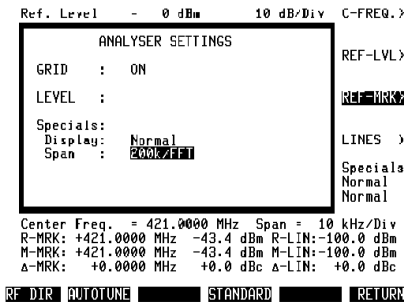 Ref. Level - 0 dBm 10 dB/Div C-FREQ.>
ANALYSER SETTINGS
REF-LVL>
GRID : ON
LEVEL :
REF-MRK>
Specials:
Display: Normal
LINES >
Span : 200k/FFT
Specials
Normal
Normal
Center Freq. = 421.0000 MHz Span = 10 kHz/Div
R-MRK: +421.0000 MHz -43.4 dBm R-LIN:-100.0 dBm
M-MRK: +421.0000 MHz -43.4 dBm M-LIN:-100.0 dBm
Δ-MRK: +0.0000 MHz +0.0 dBc Δ-LIN: +0.0 dBc
RF DIR AUTOTUNE STANDARD RETURN